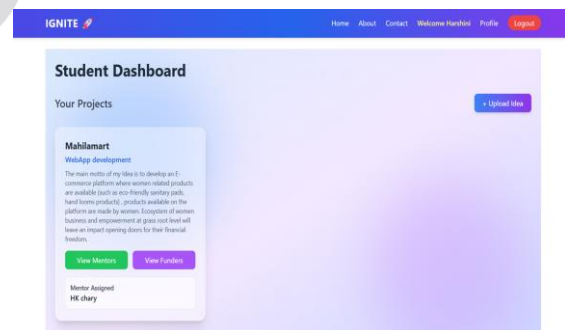 IGNITE 🚀
Home About Contact Welcome Harshini Profile Logout
Student Dashboard
Your Projects
+ Upload Idea
Mahilamart
WebApp development
The main motto of my Idea is to develop an E-
commerce platform where women related products
are available (such as eco-friendly sanitary pads,
hand looms products) , products available on the
platform are made by women. Ecosystem of women
business and empowerment at grass root level will
leave an impact opening doors for their financial
freedom.
View Mentors View Funders
Mentor Assigned
HK chary